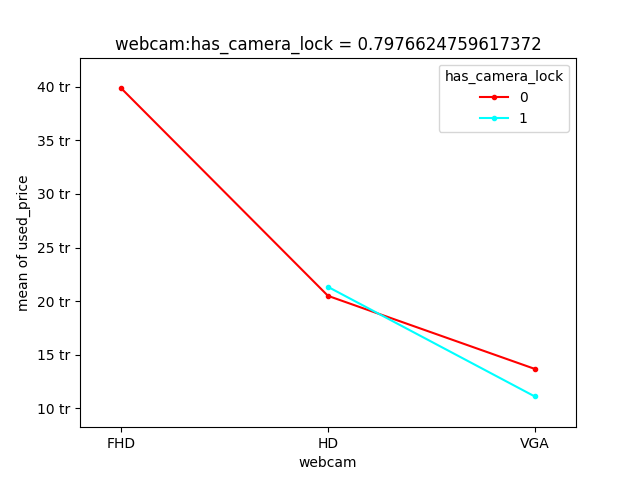 webcam:has_camera_lock = 0.7976624759617372
has_camera_lock
0
1
40 tr
35 tr
30 tr
25 tr
20 tr
15 tr
10 tr
mean of used_price
FHD
HD
VGA
webcam